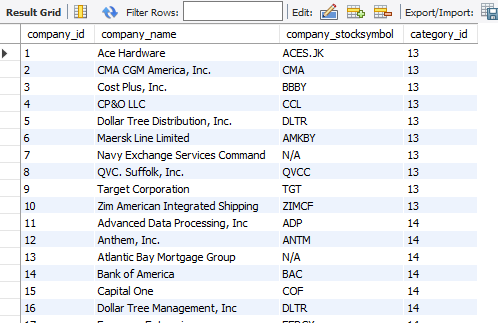 Result Grid Filter Rows: Edit: Export/Import:
company_id company_name company_stocksymbol category_id
1 Ace Hardware ACES.JK 13
2 CMA CGM America, Inc. CMA 13
3 Cost Plus, Inc. BBBY 13
4 CP&O LLC CCL 13
5 Dollar Tree Distribution, Inc. DLTR 13
6 Maersk Line Limited AMKBY 13
7 Navy Exchange Services Command N/A 13
8 QVC. Suffolk, Inc. QVCC 13
9 Target Corporation TGT 13
10 Zim American Integrated Shipping ZIMCF 13
11 Advanced Data Processing, Inc ADP 14
12 Anthem, Inc. ANTM 14
13 Atlantic Bay Mortgage Group N/A 14
14 Bank of America BAC 14
15 Capital One COF 14
16 Dollar Tree Management, Inc DLTR 14